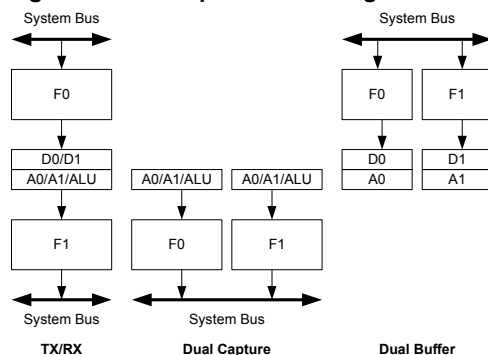 System Bus
System Bus
F0
F0
F1
D0/D1
A0/A1/ALU
A0/A1/ALU
A0/A1/ALU
D0
D1
A0
A1
F1
F0
F1
System Bus
System Bus
TX/RX
Dual Capture
Dual Buffer